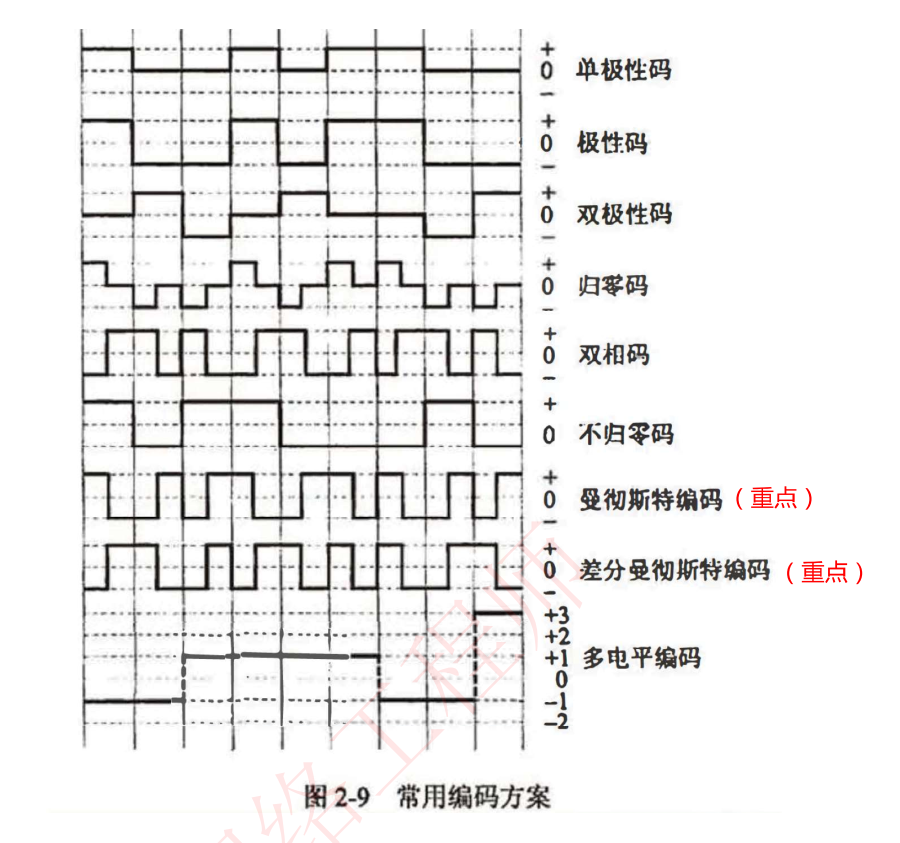 +
0 单极性码
−
+
0 极性码
−
+
0 双极性码
−
+
0 归零码
−
+
0 双相码
−
+
0 不归零码
+
0 曼彻斯特编码（重点）
−
+
0 差分曼彻斯特编码（重点）
−
+3
+2
+1 多电平编码
0
−1
−2
图 2-9 常用编码方案
络工程师